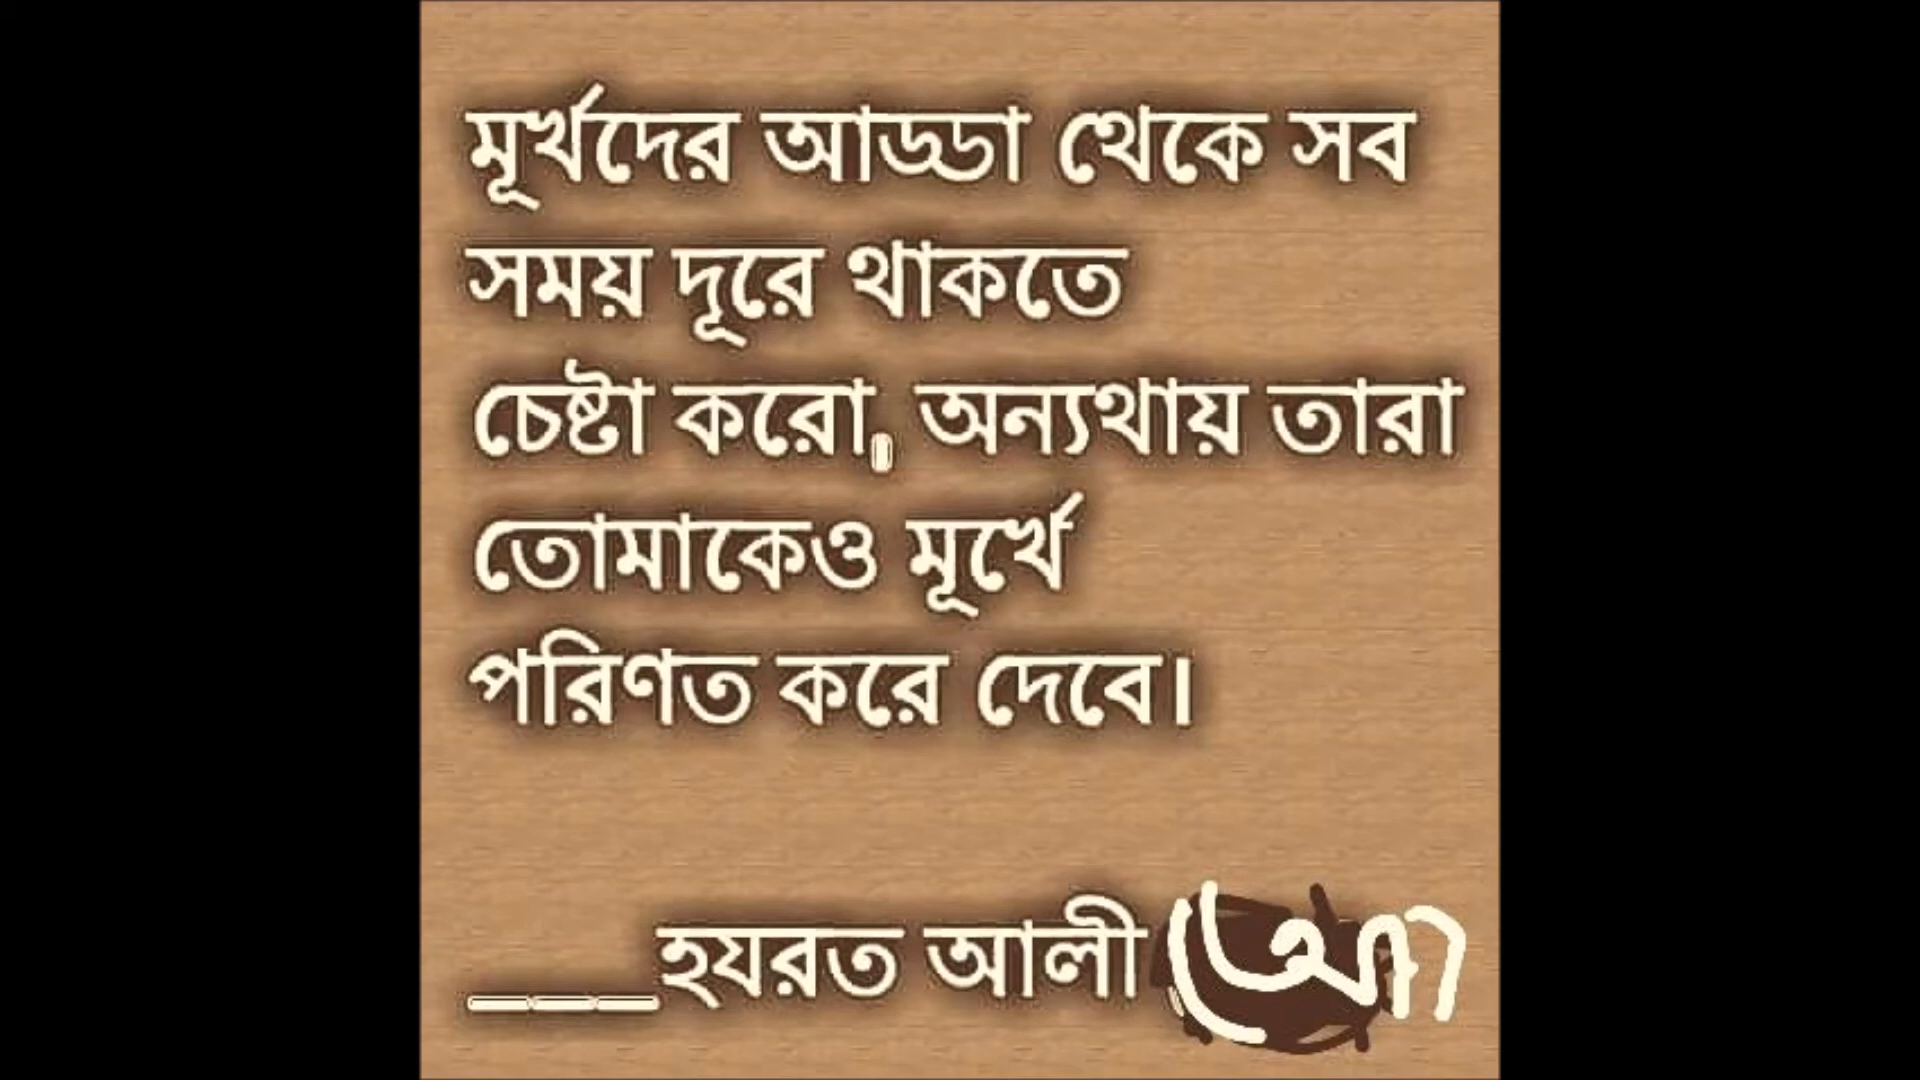 মূর্খদের আড্ডা থেকে সব
সময় দূরে থাকতে
চেষ্টা করো, অন্যথায় তারা
তোমাকেও মূর্খে
পরিণত করে দেবে।
___হযরত আলী